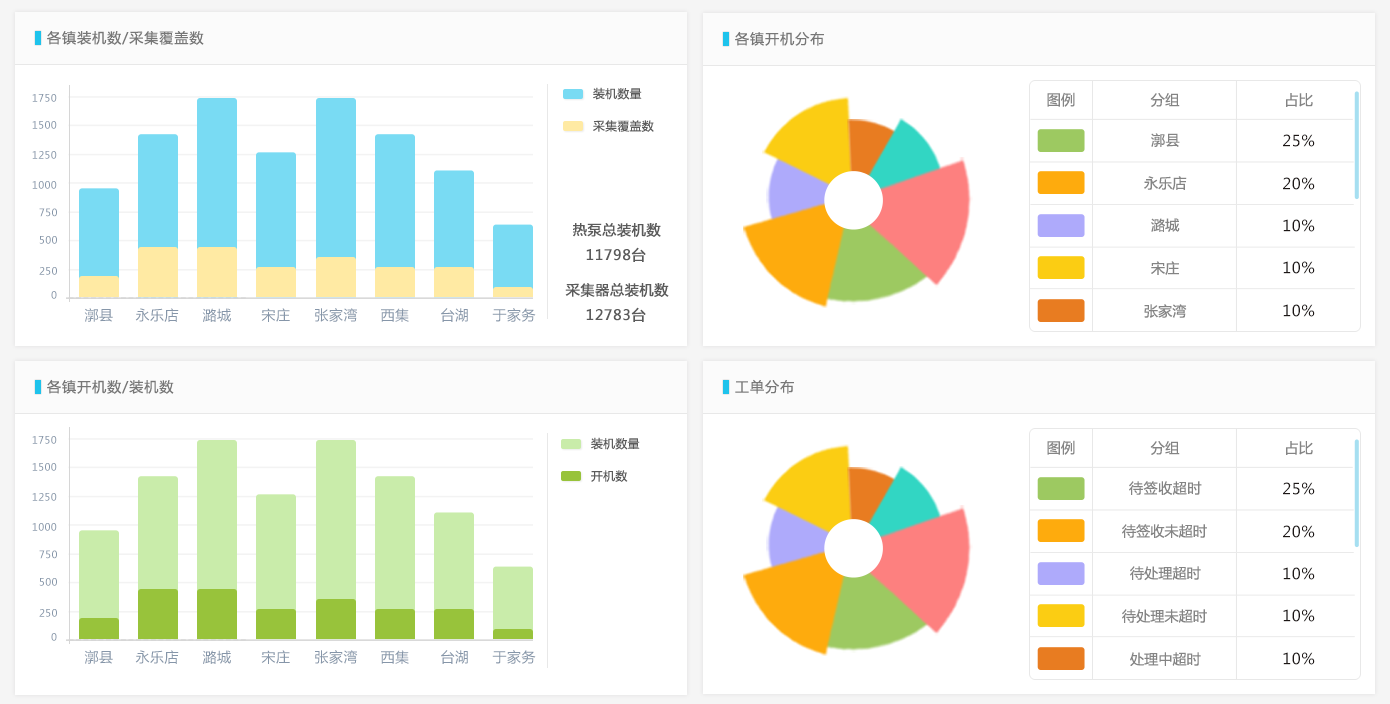 各镇装机数/采集覆盖数
1750
1500
1250
1000
750
500
250
0
漷县 永乐店 潞城 宋庄 张家湾 西集 台湖 于家务
装机数量
采集覆盖数
热泵总装机数
11798台
采集器总装机数
12783台
各镇开机分布
图例 分组 占比
漷县 25%
永乐店 20%
潞城 10%
宋庄 10%
张家湾 10%
各镇开机数/装机数
1750
1500
1250
1000
750
500
250
0
漷县 永乐店 潞城 宋庄 张家湾 西集 台湖 于家务
装机数量
开机数
工单分布
图例 分组 占比
待签收超时 25%
待签收未超时 20%
待处理超时 10%
待处理未超时 10%
处理中超时 10%